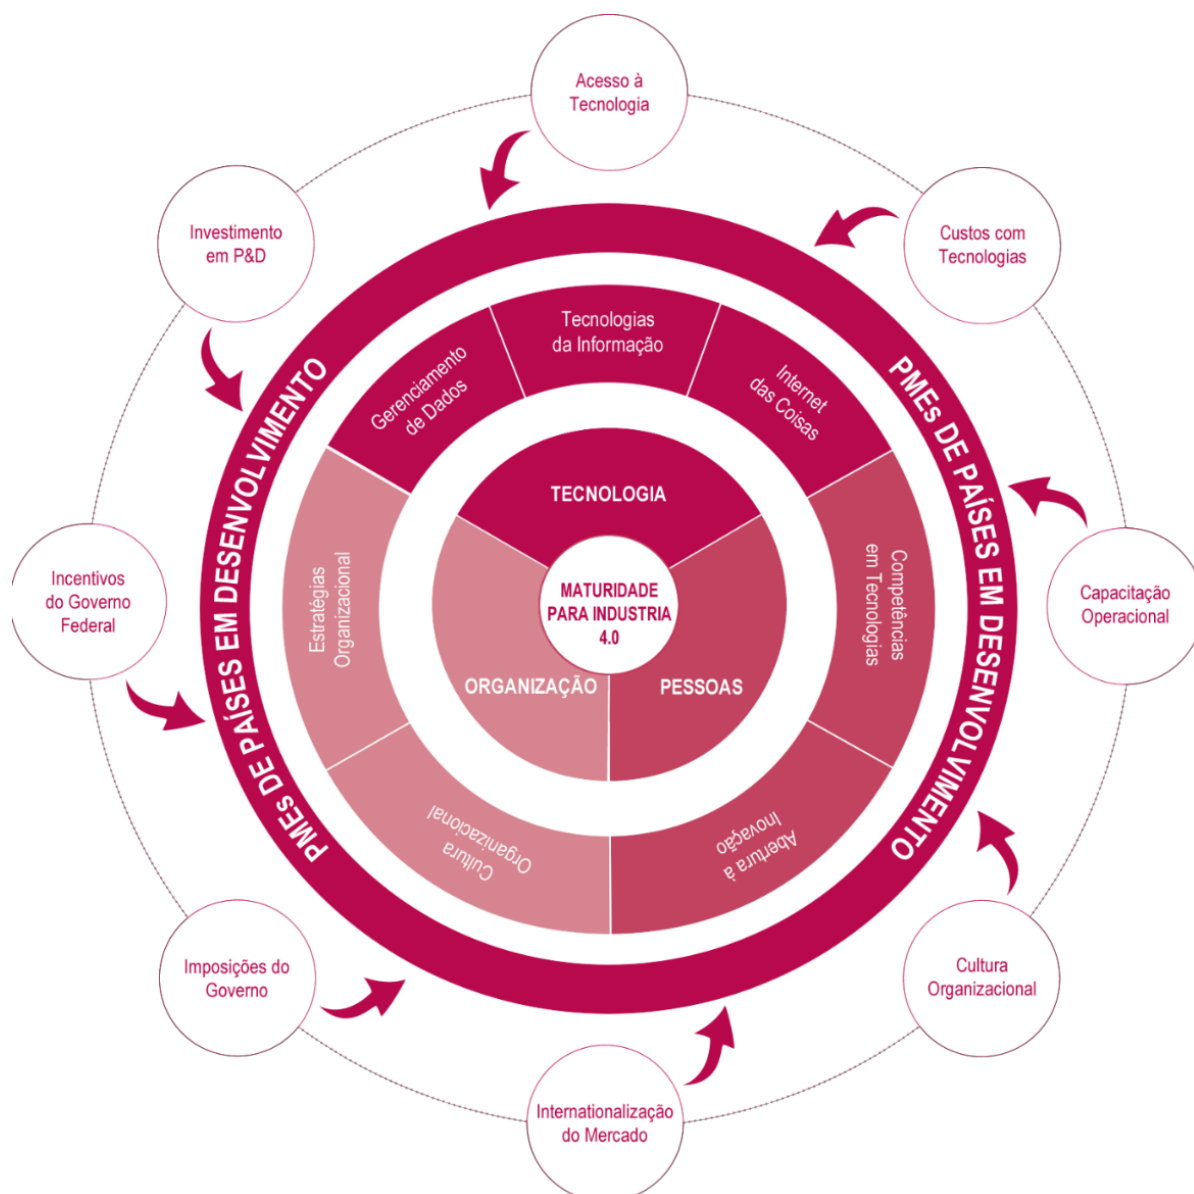 Acesso à
Tecnologia
Investimento
em P&D
Custos com
Tecnologias
PMEs DE PAÍSES EM DESENVOLVIMENTO
PMEs DE PAÍSES EM DESENVOLVIMENTO
Tecnologias
da Informação
Gerenciamento
de Dados
Internet
das Coisas
TECNOLOGIA
Estratégias
Organizacional
Competências
em Tecnologias
MATURIDADE
PARA INDUSTRIA
4.0
ORGANIZAÇÃO
PESSOAS
Incentivos
do Governo
Federal
Capacitação
Operacional
Cultura
Organizacional
Abertura à
Inovação
Imposições do
Governo
Cultura
Organizacional
Internationalização
do Mercado